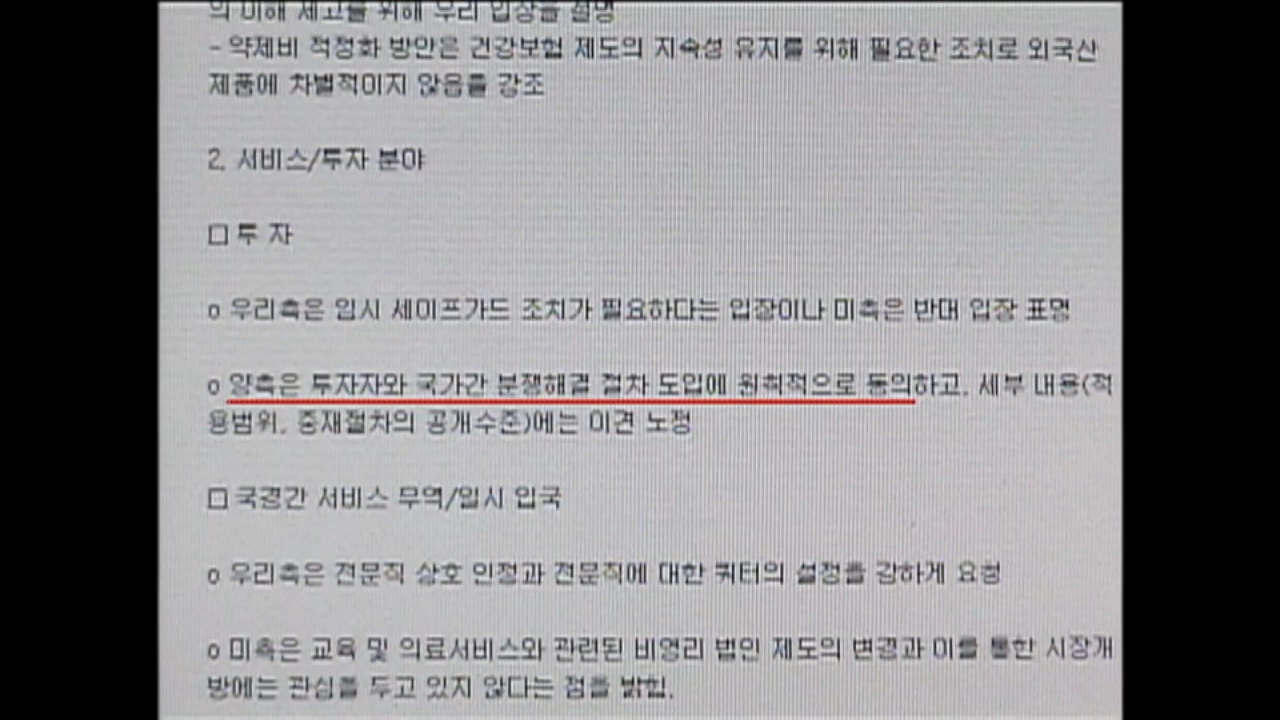 의 이해 제고를 위해 우리 입장을 설명
- 약제비 적정화 방안은 건강보험 제도의 지속성 유지를 위해 필요한 조치로 외국산
제품에 차별적이지 않음을 강조
2. 서비스/투자 분야
□ 투 자
o 우리측은 일시 세이프가드 조치가 필요하다는 입장이나 미측은 반대 입장 표명
o 양측은 투자자와 국가간 분쟁해결 절차 도입에 원칙적으로 동의하고, 세부 내용(적
용범위, 중재절차의 공개수준)에는 이견 노정
□ 국경간 서비스 무역/일시 입국
o 우리측은 전문직 상호 인정과 전문직에 대한 쿼터의 설정을 강하게 요청
o 미측은 교육 및 의료서비스와 관련된 비영리 법인 제도의 변경과 이를 통한 시장개
방에는 관심을 두고 있지 않다는 점을 밝힘.